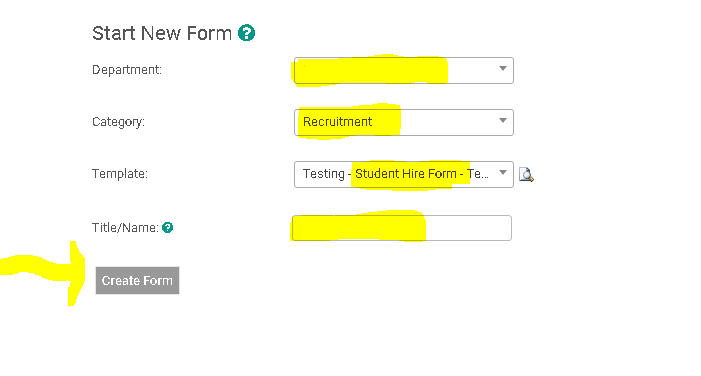 Start New Form ?
Department:
Category: Recruitment
Template: Testing - Student Hire Form - Te...
Title/Name: ?
Create Form